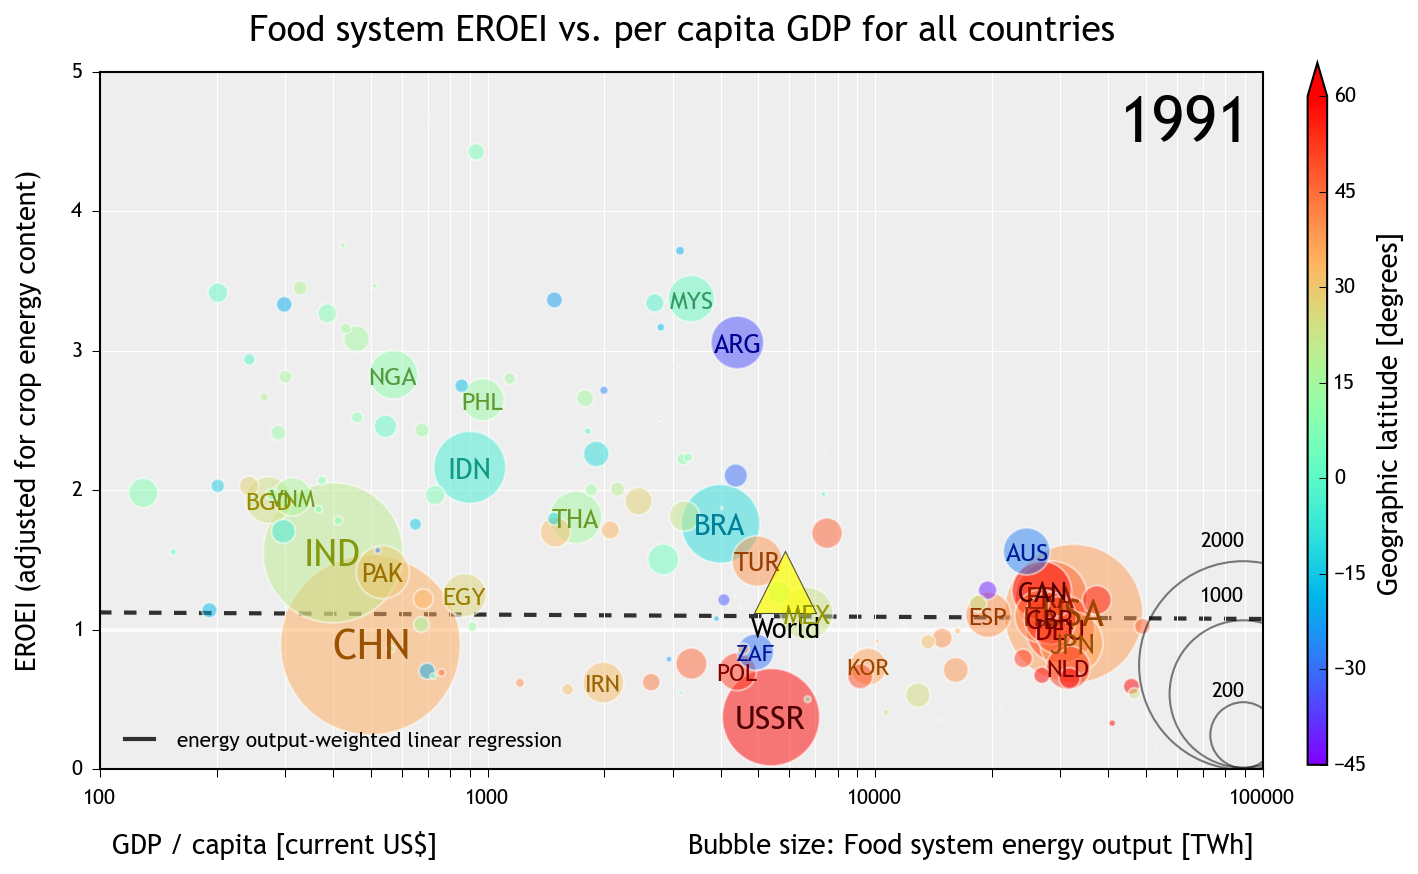 Food system EROEI vs. per capita GDP for all countries
1991
EROEI (adjusted for crop energy content)
5
4
3
2
1
0
MYS
ARG
NGA
PHL
IDN
BGD
VNM
THA
BRA
IND
PAK
TUR
AUS
EGY
CAN
FRA
USA
GBR
DEU
MEX
World
ESP
CHN
JPN
ZAF
POL
KOR
NLD
IRN
USSR
2000
1000
200
energy output-weighted linear regression
100
1000
10000
100000
GDP / capita [current US$]
Bubble size: Food system energy output [TWh]
60
45
30
15
0
−15
−30
−45
Geographic latitude [degrees]